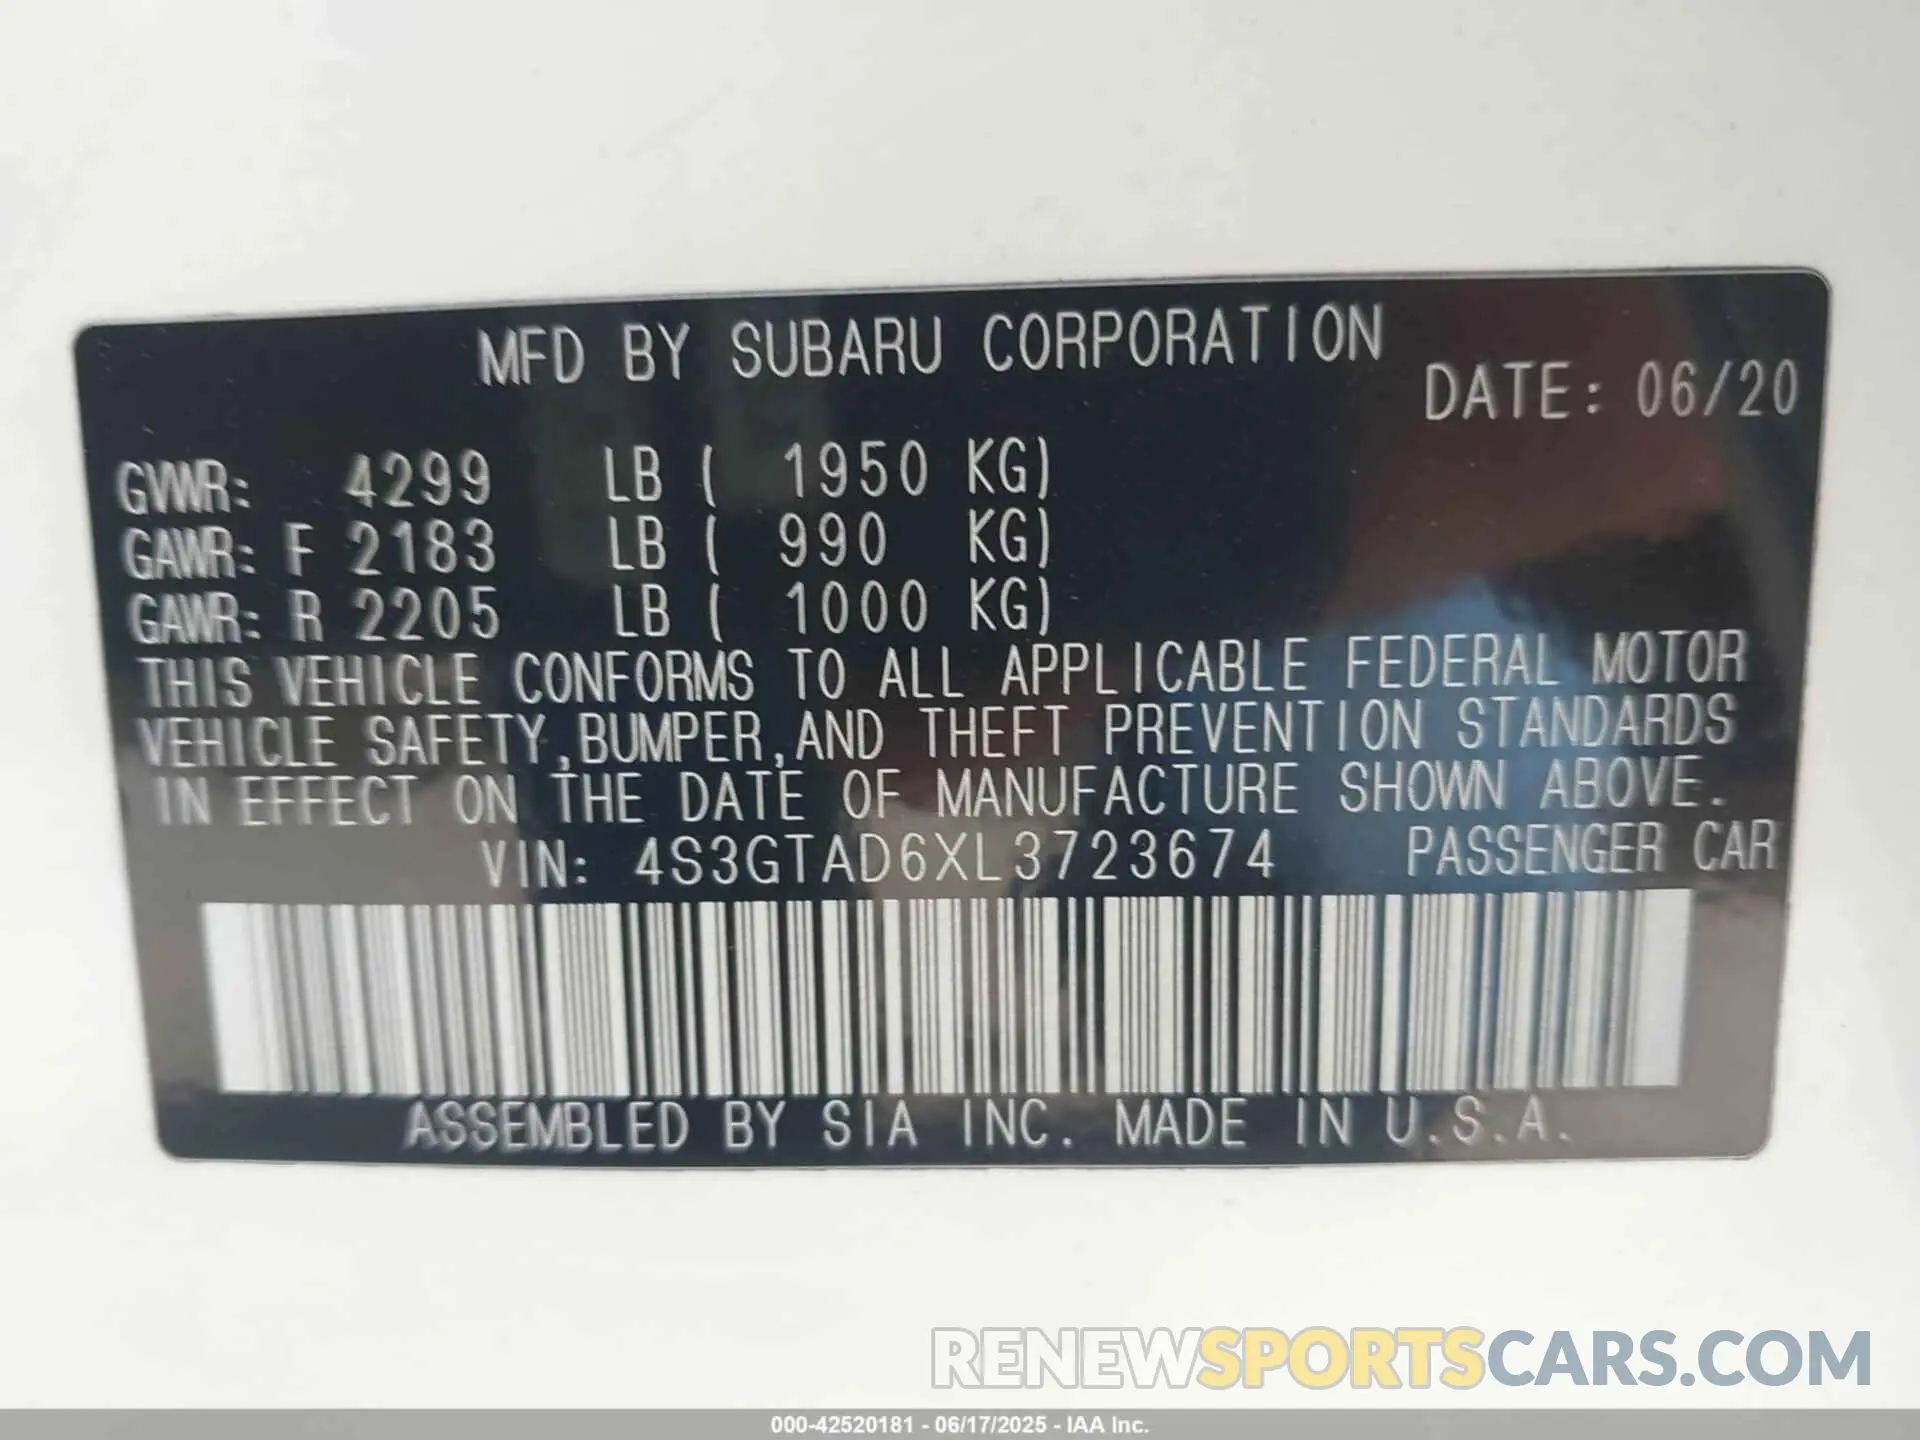 MFD BY SUBARU CORPORATION
DATE: 06/20
GVWR: 4299 LB ( 1950 KG)
GAWR: F 2183 LB ( 990 KG)
GAWR: R 2205 LB ( 1000 KG)
THIS VEHICLE CONFORMS TO ALL APPLICABLE FEDERAL MOTOR
VEHICLE SAFETY,BUMPER,AND THEFT PREVENTION STANDARDS
IN EFFECT ON THE DATE OF MANUFACTURE SHOWN ABOVE.
VIN: 4S3GTAD6XL3723674 PASSENGER CAR
ASSEMBLED BY SIA INC. MADE IN U.S.A.
RENEWSPORTSCARS.COM
000-42520181 - 06/17/2025 - IAA Inc.